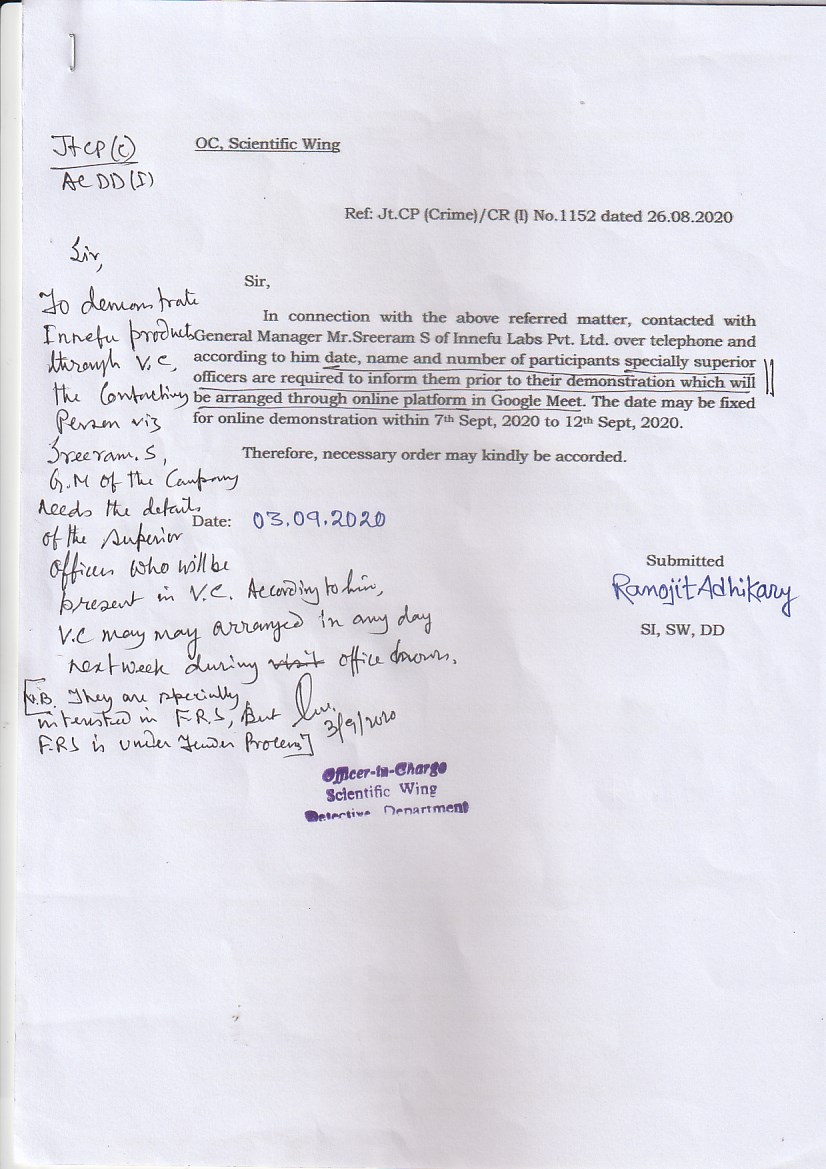 Jt CP (C)
AC DD (I)
OC, Scientific Wing
Ref: Jt.CP (Crime)/CR (I) No.1152 dated 26.08.2020
Sir,
In connection with the above referred matter, contacted with
General Manager Mr.Sreeram S of Innefu Labs Pvt. Ltd. over telephone and
according to him date, name and number of participants specially superior
officers are required to inform them prior to their demonstration which will
be arranged through online platform in Google Meet. The date may be fixed
for online demonstration within 7th Sept, 2020 to 12th Sept, 2020.
Therefore, necessary order may kindly be accorded.
Date: 03.09.2020
Submitted
Ranojit Adhikary
SI, SW, DD
Sir,
To demonstrate
Innefu products
through V.C,
the Contacting
Person viz
Sreeram. S,
G.M of the Company
needs the details
of the superior
officers who will be
present in V.C. According to him,
V.C may may arranged in any day
next week during visit office hours.
[N.B. They are specially
interested in F.R.S, But
F.R.S is under Tender Process]
3/9/2020
Officer-in-Charge
Scientific Wing
Detective Department